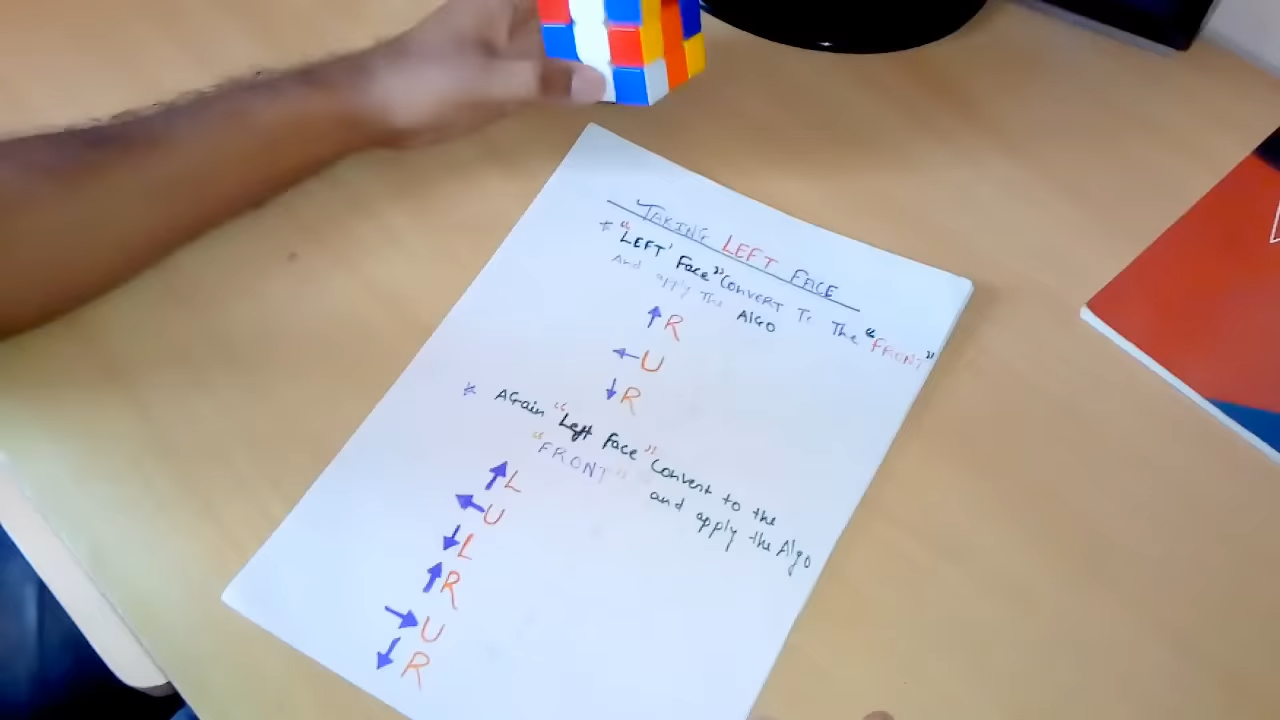 TAKING LEFT FACE
* "LEFT' Face" CONVERT To The "FRONT"
And apply The ALGO
↑ R
← U
↓ R
* AGain "Left Face" Convert to the
"FRONT" and apply the Algo
↑ L
← U
↓ L
↑ R
→ U
↓ R